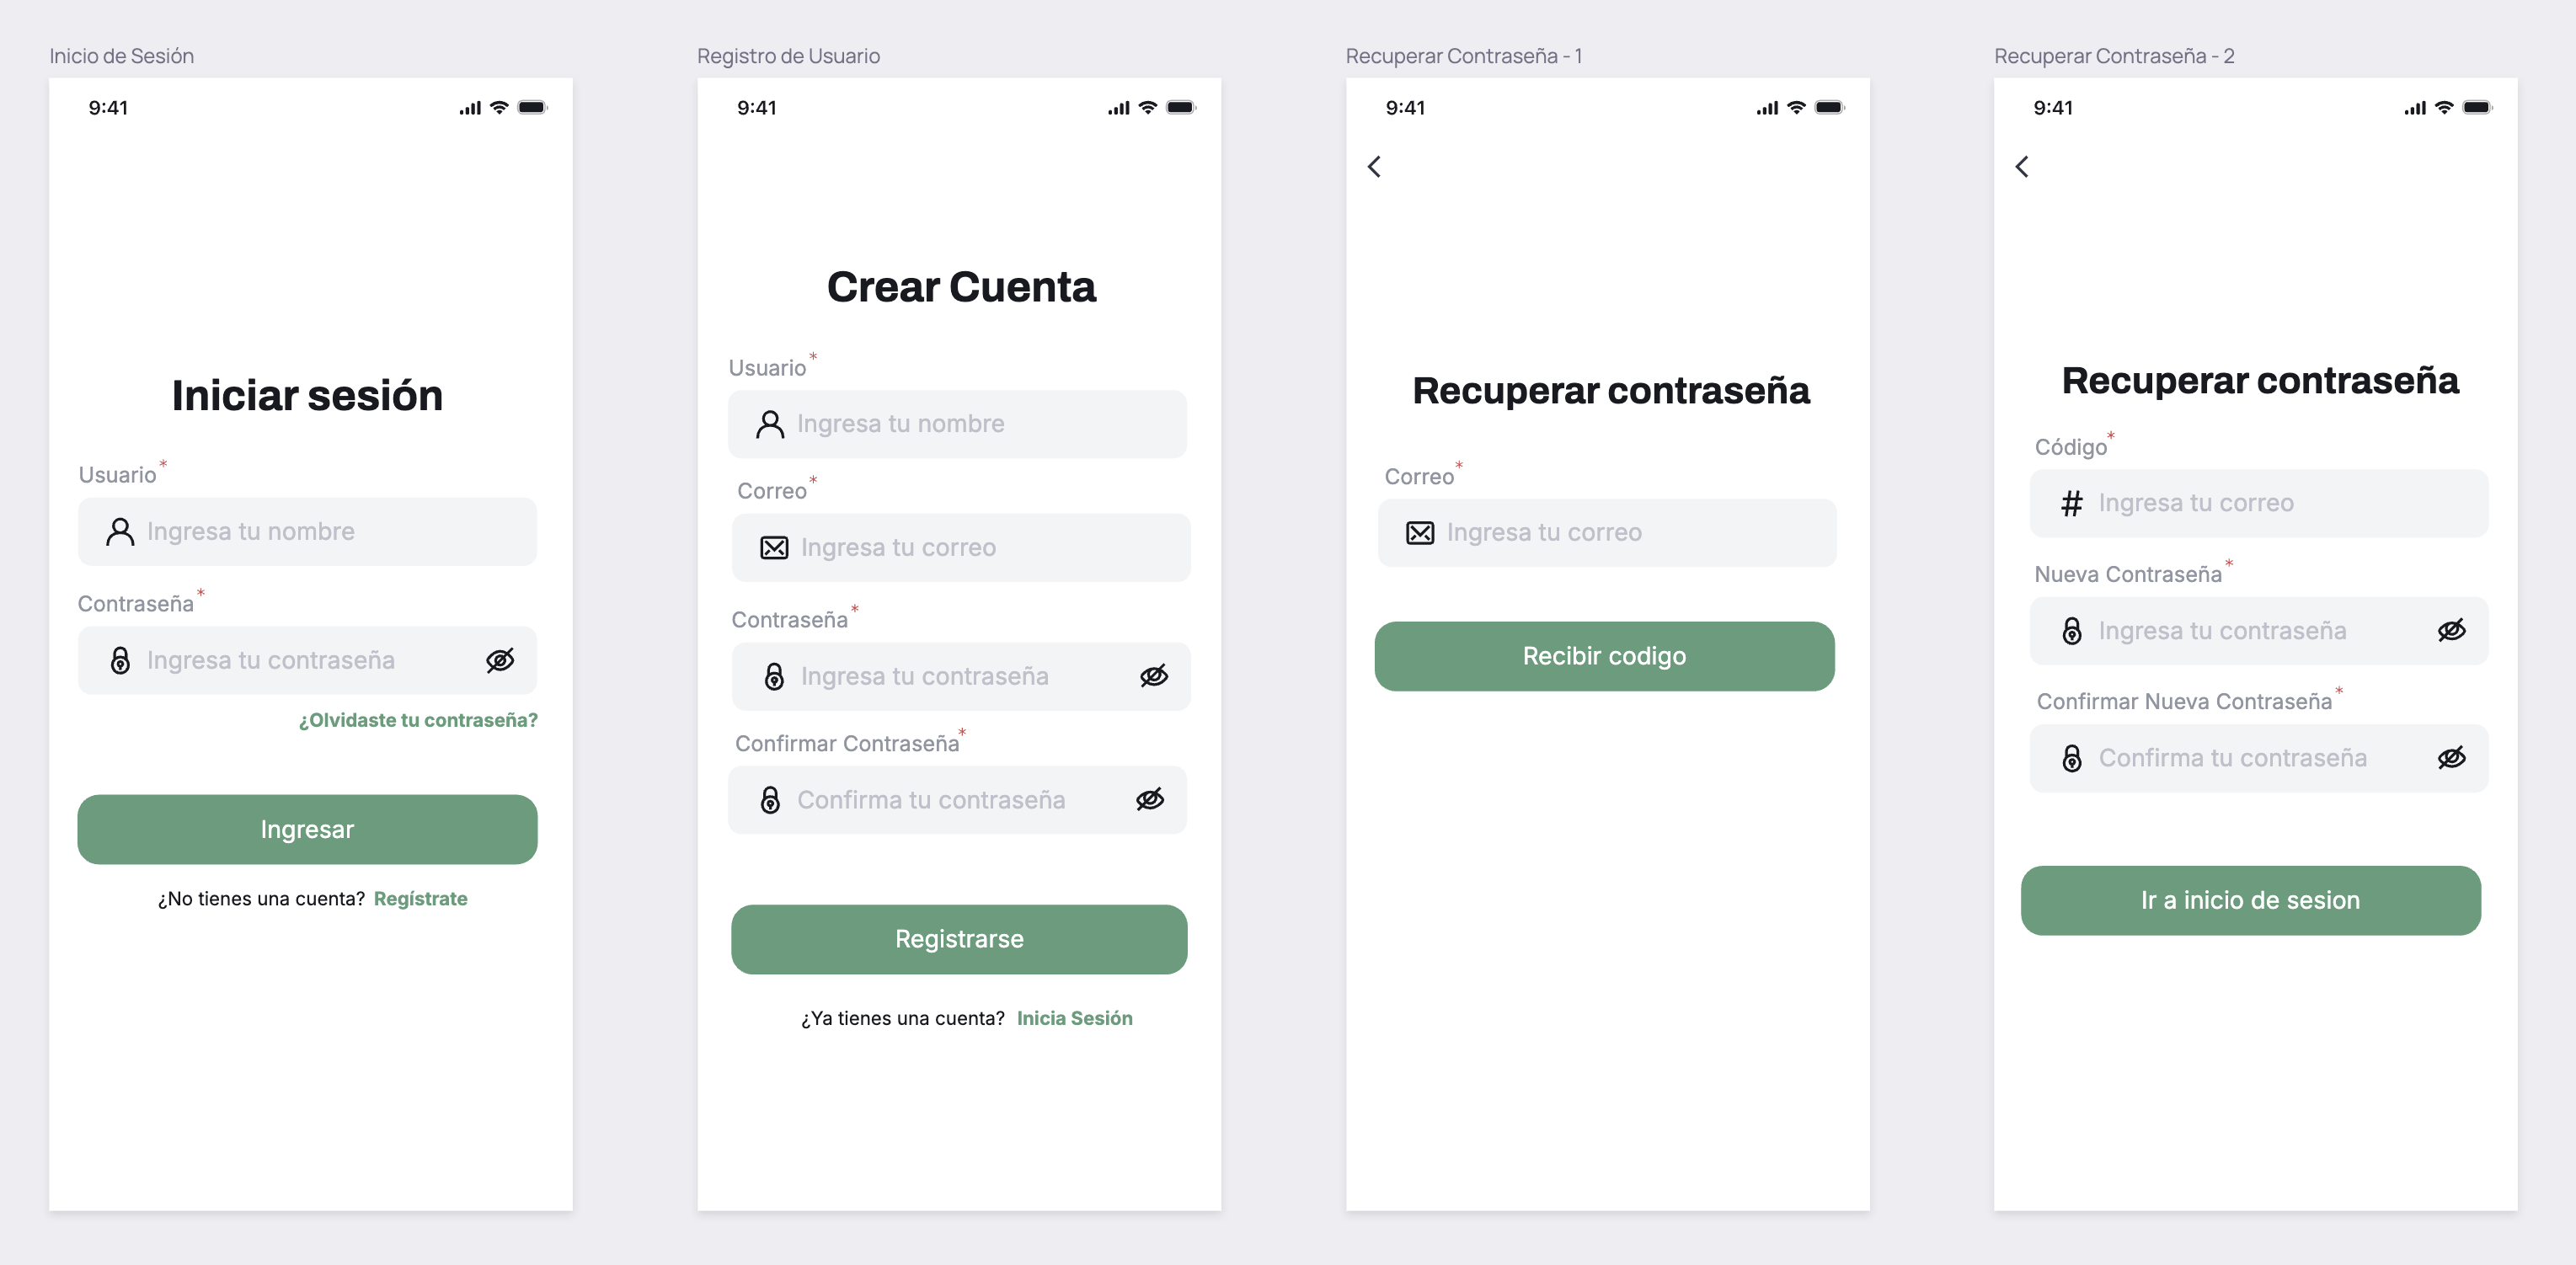 Inicio de Sesión
9:41
Iniciar sesión
Usuario*
Ingresa tu nombre
Contraseña*
Ingresa tu contraseña
¿Olvidaste tu contraseña?
Ingresar
¿No tienes una cuenta? Regístrate
Registro de Usuario
9:41
Crear Cuenta
Usuario*
Ingresa tu nombre
Correo*
Ingresa tu correo
Contraseña*
Ingresa tu contraseña
Confirmar Contraseña*
Confirma tu contraseña
Registrarse
¿Ya tienes una cuenta? Inicia Sesión
Recuperar Contraseña - 1
9:41
Recuperar contraseña
Correo*
Ingresa tu correo
Recibir codigo
Recuperar Contraseña - 2
9:41
Recuperar contraseña
Código*
# Ingresa tu correo
Nueva Contraseña*
Ingresa tu contraseña
Confirmar Nueva Contraseña*
Confirma tu contraseña
Ir a inicio de sesion